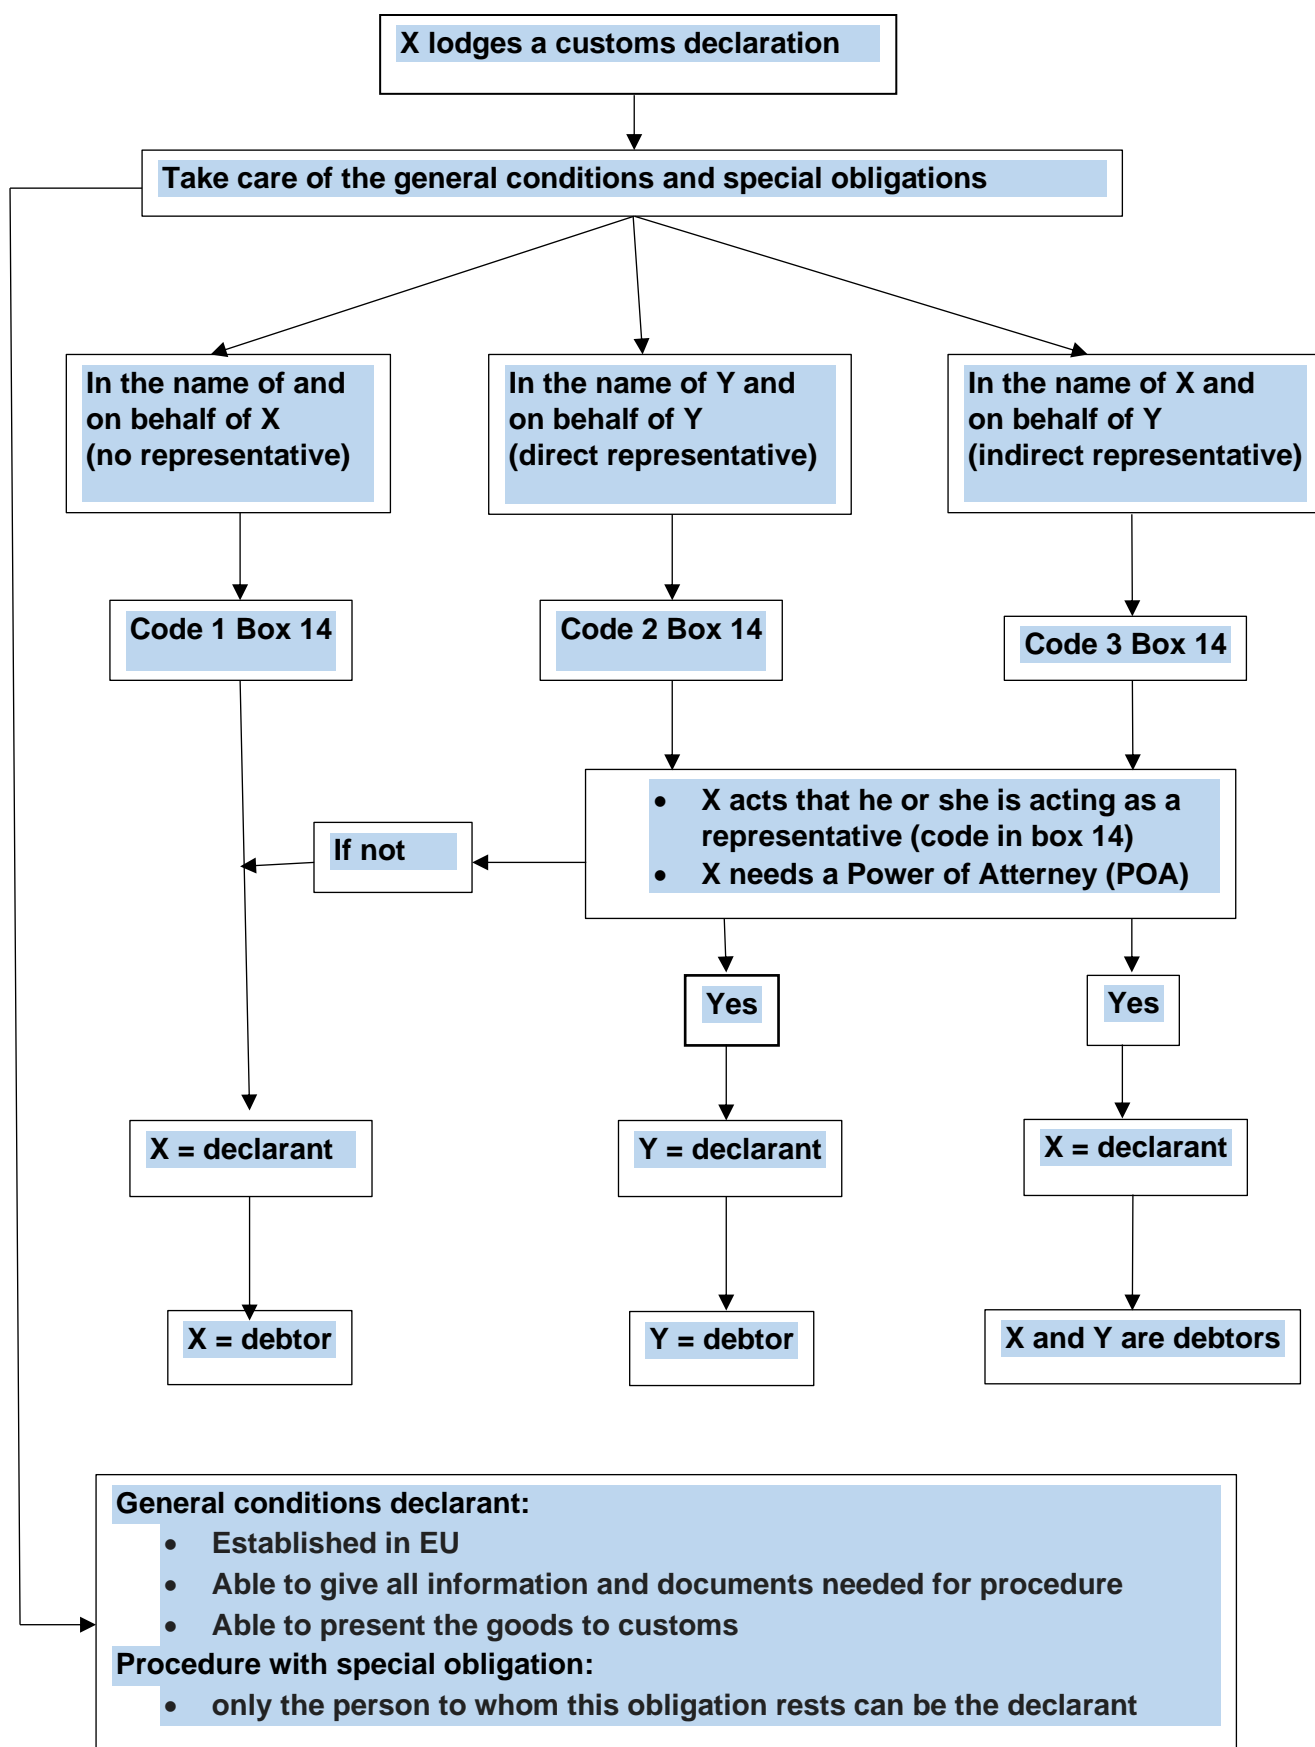 X lodges a customs declaration
Take care of the general conditions and special obligations
In the name of and
on behalf of X
(no representative)
In the name of Y and
on behalf of Y
(direct representative)
In the name of X and
on behalf of Y
(indirect representative)
Code 1 Box 14
Code 2 Box 14
Code 3 Box 14
• X acts that he or she is acting as a
representative (code in box 14)
• X needs a Power of Atterney (POA)
If not
Yes
Yes
X = declarant
Y = declarant
X = declarant
X = debtor
Y = debtor
X and Y are debtors
General conditions declarant:
• Established in EU
• Able to give all information and documents needed for procedure
• Able to present the goods to customs
Procedure with special obligation:
• only the person to whom this obligation rests can be the declarant